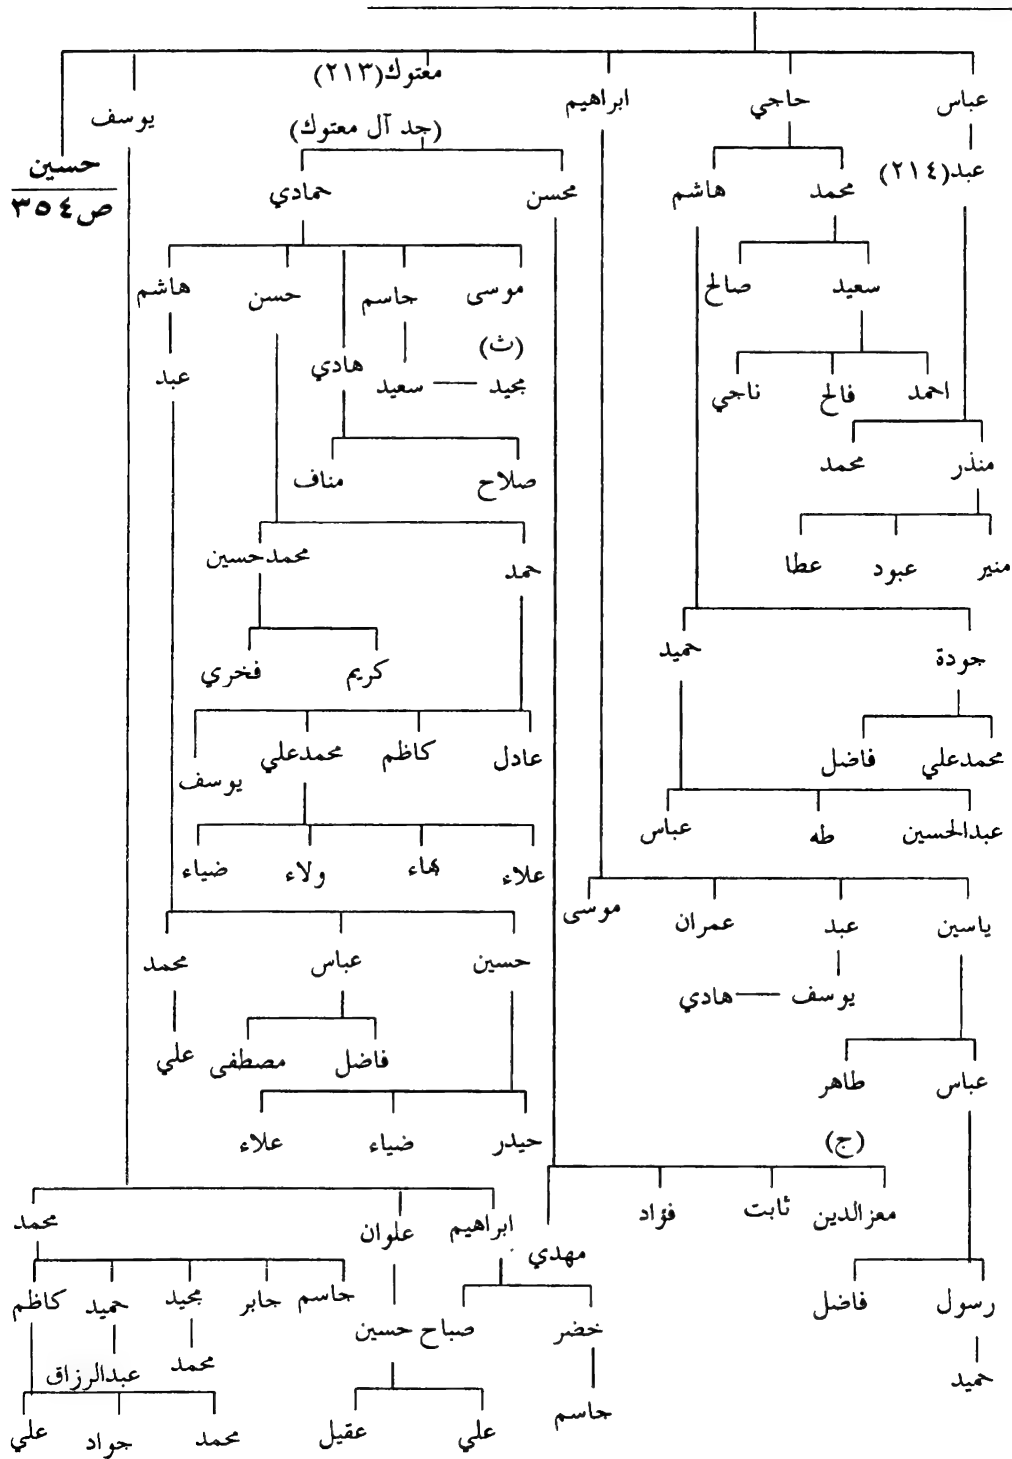 عباس حاجي ابراهيم معتوك(٢١٣) يوسف حسين
ص٣٥٤
(جد آل معتوك)
عبد(٢١٤) محمد هاشم محسن حمادي
سعيد صالح موسى جاسم حسن هاشم
(ث)
احمد فالح ناجي مجيد سعيد هادي عبد
منذر محمد صلاح مناف
منير عبود عطا حمد محمدحسين
جودة حميد كريم فخري
محمدعلي فاضل عادل كاظم محمدعلي يوسف
عبدالحسين طه عباس علاء ولاء ضياء
ياسين عبد عمران موسى حسين عباس محمد
يوسف هادي
عباس طاهر فاضل مصطفى علي
(ج)
حيدر ضياء علاء
معزالدين ثابت فؤاد مهدي ابراهيم علوان محمد
رسول فاضل خضر صباح حسين جاسم جابر مجيد حميد كاظم
حميد جاسم محمد عبدالرزاق
علي عقيل محمد جواد علي